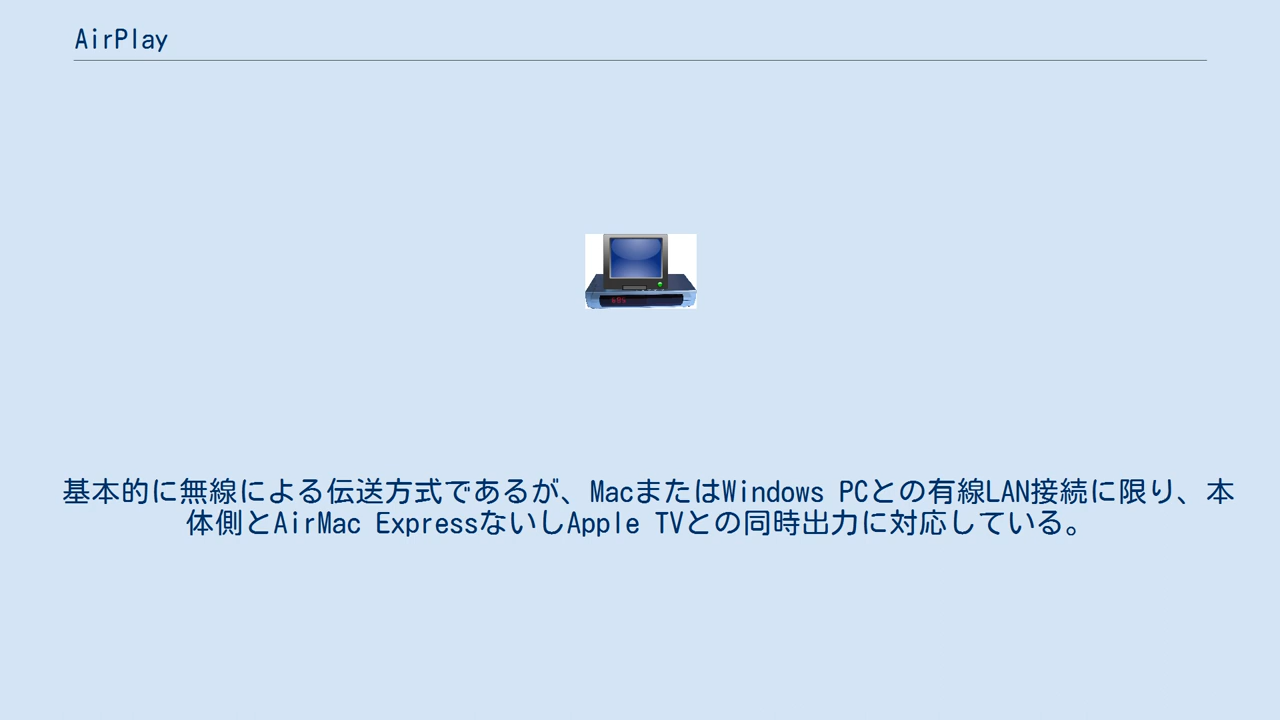 AirPlay
基本的に無線による伝送方式であるが、MacまたはWindows PCとの有線LAN接続に限り、本
体側とAirMac ExpressないしApple TVとの同時出力に対応している。